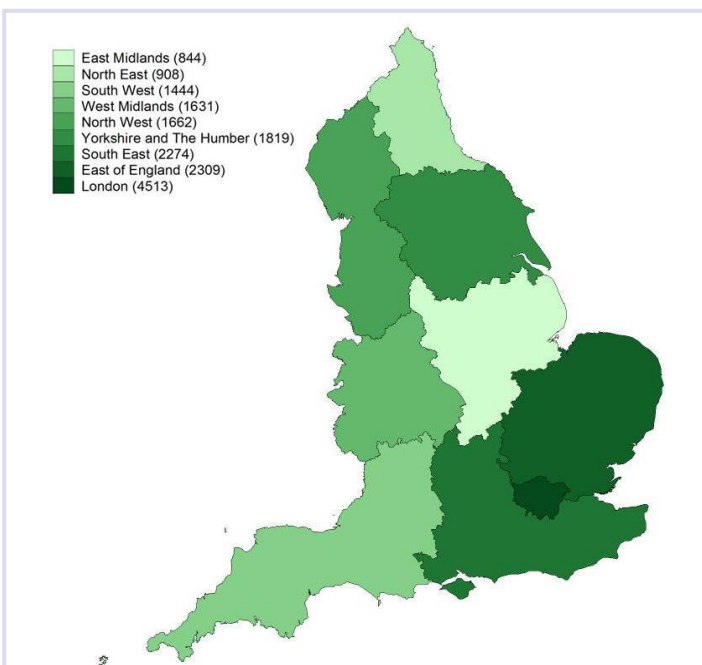 East Midlands (844)
North East (908)
South West (1444)
West Midlands (1631)
North West (1662)
Yorkshire and The Humber (1819)
South East (2274)
East of England (2309)
London (4513)